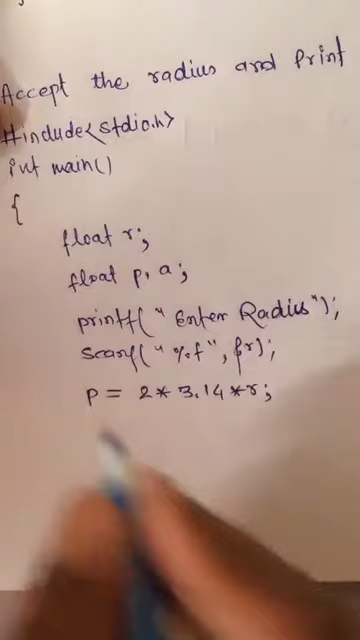 Accept the radius and Print
#include<stdio.h>
int main()
{
float r;
float p, a;
printf(" Enter Radius");
scanf("%f", &r);
P = 2*3.14*r;